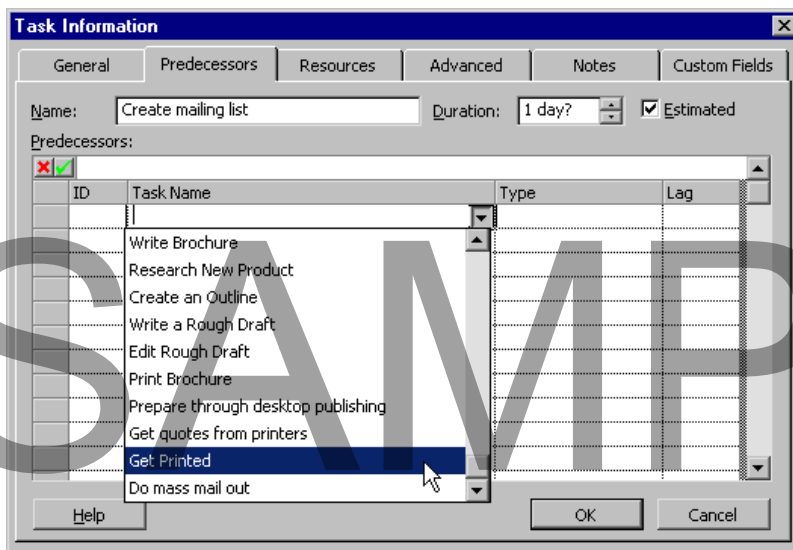 Task Information
General Predecessors Resources Advanced Notes Custom Fields
Name: Create mailing list Duration: 1 day? Estimated
Predecessors:
ID Task Name Type Lag
Write Brochure
Research New Product
Create an Outline
Write a Rough Draft
Edit Rough Draft
Print Brochure
Prepare through desktop publishing
Get quotes from printers
Get Printed
Do mass mail out
Help OK Cancel
SAMP